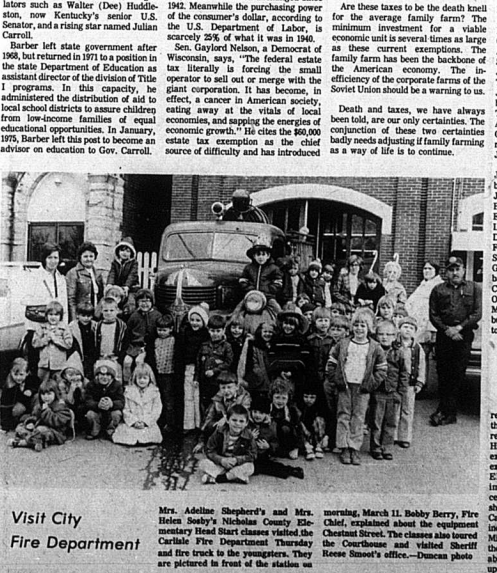 lators such as Walter (Dee) Huddle-
ston, now Kentucky's senior U.S.
Senator, and a rising star named Julian
Carroll.
Barber left state government after
1968, but returned in 1971 to a position in
the state Department of Education as
assistant director of the division of Title
I programs. In this capacity, he
administered the distribution of aid to
local school districts to assure children
from low-income families of equal
educational opportunities. In January,
1975, Barber left this post to become an
advisor on education to Gov. Carroll.
1942. Meanwhile the purchasing power
of the consumer's dollar, according to
the U.S. Department of Labor, is
scarcely 25% of what it was in 1940.
Sen. Gaylord Nelson, a Democrat of
Wisconsin, says, "The federal estate
tax literally is forcing the small
operator to sell out or merge with the
giant corporation. It has become, in
effect, a cancer in American society,
eating away at the vitals of local
economies, and sapping the energies of
economic growth." He cites the $60,000
estate tax exemption as the chief
source of difficulty and has introduced
Are these taxes to be the death knell
for the average family farm? The
minimum investment for a viable
economic unit is several times as large
as these current exemptions. The
family farm has been the backbone of
the American economy. The in-
efficiency of the corporate farms of the
Soviet Union should be a warning to us.
Death and taxes, we have always
been told, are our only certainties. The
conjunction of these two certainties
badly needs adjusting if family farming
as a way of life is to continue.
Visit City
Fire Department
Mrs. Adeline Shepherd's and Mrs.
Helen Sosby's Nicholas County Ele-
mentary Head Start classes visited the
Carlisle Fire Department Thursday
and fire truck to the youngsters. They
are pictured in front of the station on
morning, March 11. Bobby Berry, Fire
Chief, explained about the equipment
Chestnut Street. The classes also toured
the Courthouse and visited Sheriff
Reese Smoot's office.—Duncan photo